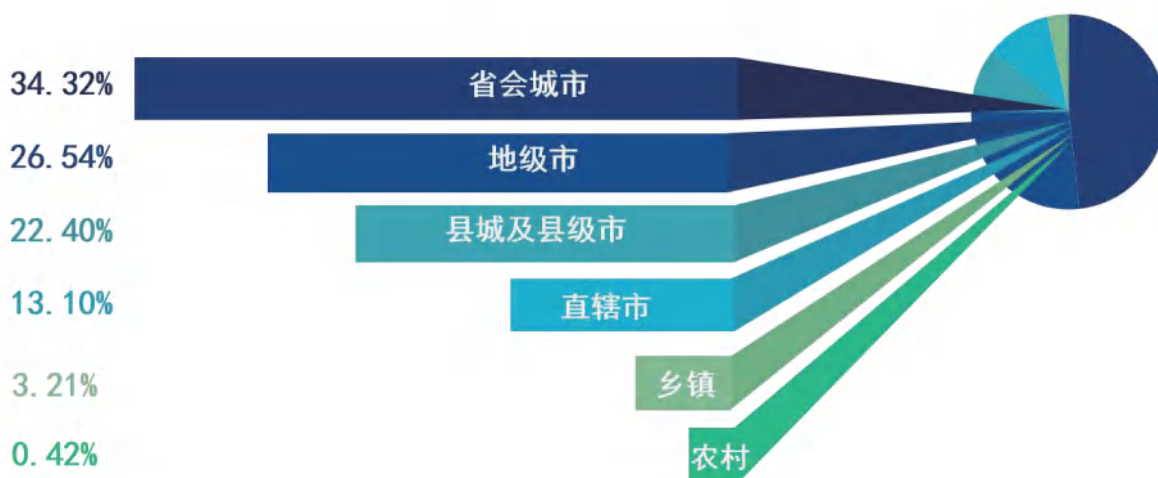 34.32% 省会城市
26.54% 地级市
22.40% 县城及县级市
13.10% 直辖市
3.21% 乡镇
0.42% 农村